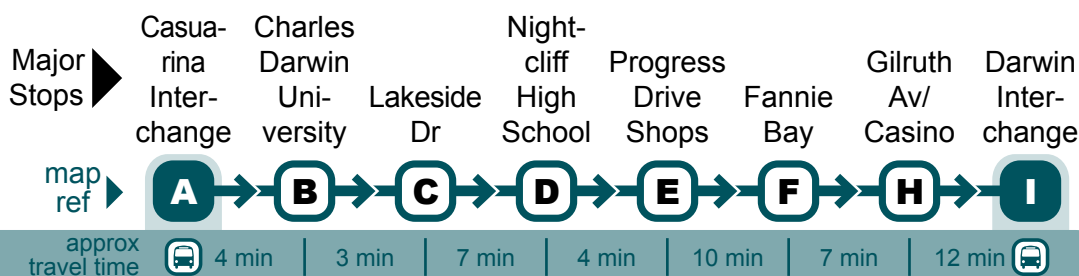 Major Stops
Casua-
rina
Inter-
change
Charles
Darwin
Uni-
versity
Lakeside
Dr
Night-
cliff
High
School
Progress
Drive
Shops
Fannie
Bay
Gilruth
Av/
Casino
Darwin
Inter-
change
map ref
A B C D E F H I
approx travel time
4 min 3 min 7 min 4 min 10 min 7 min 12 min